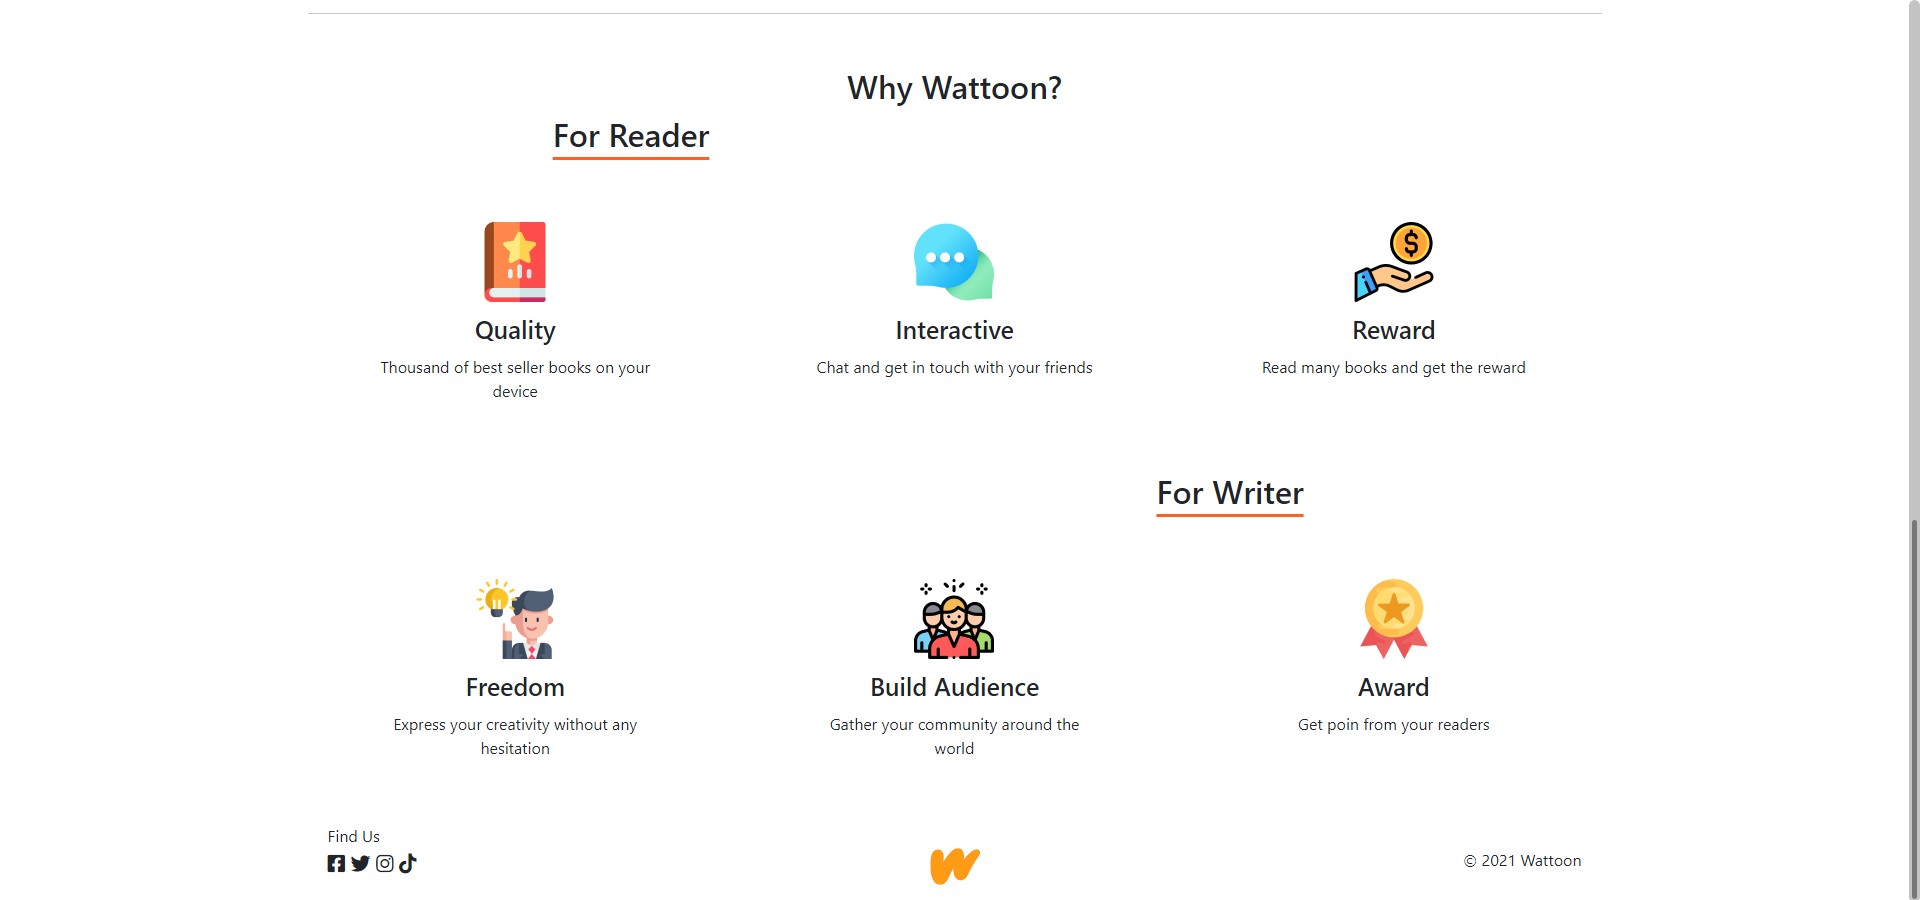 Why Wattoon?
For Reader
Quality
Thousand of best seller books on your
device
Interactive
Chat and get in touch with your friends
Reward
Read many books and get the reward
For Writer
Freedom
Express your creativity without any
hesitation
Build Audience
Gather your community around the
world
Award
Get poin from your readers
Find Us
© 2021 Wattoon